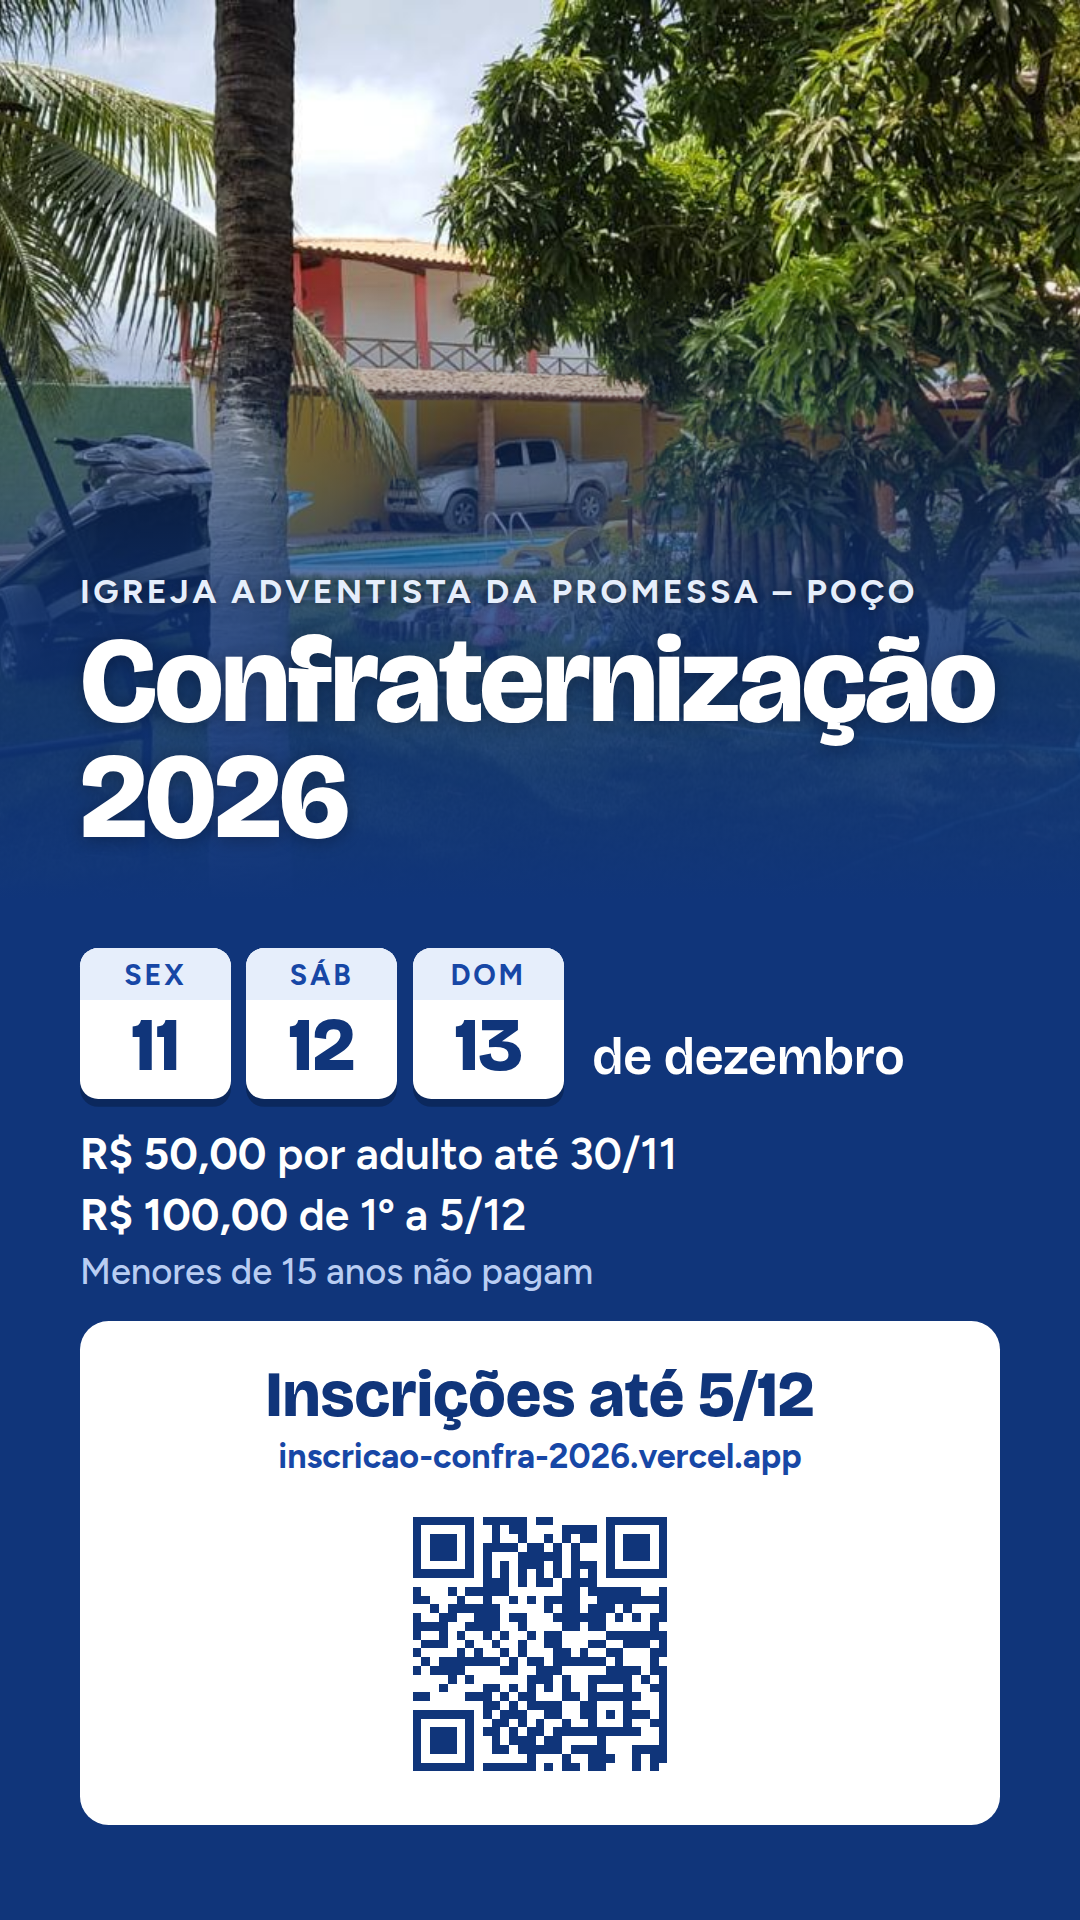 IGREJA ADVENTISTA DA PROMESSA – POÇO
Confraternização
2026
SEX SÁB DOM
11 12 13 de dezembro
R$ 50,00 por adulto até 30/11
R$ 100,00 de 1º a 5/12
Menores de 15 anos não pagam
Inscrições até 5/12
inscricao-confra-2026.vercel.app